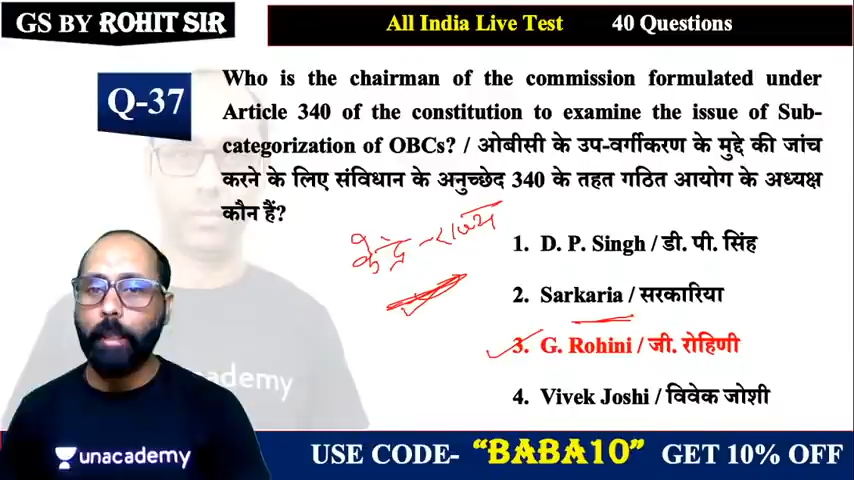 GS BY ROHIT SIR
All India Live Test 40 Questions
Q-37
Who is the chairman of the commission formulated under
Article 340 of the constitution to examine the issue of Sub-
categorization of OBCs? / ओबीसी के उप-वर्गीकरण के मुद्दे की जांच
करने के लिए संविधान के अनुच्छेद 340 के तहत गठित आयोग के अध्यक्ष
कौन हैं?
केंद्र - राज्य
1. D. P. Singh / डी. पी. सिंह
2. Sarkaria / सरकारिया
3. G. Rohini / जी. रोहिणी
4. Vivek Joshi / विवेक जोशी
ademy
unacademy
USE CODE- “BABA10” GET 10% OFF